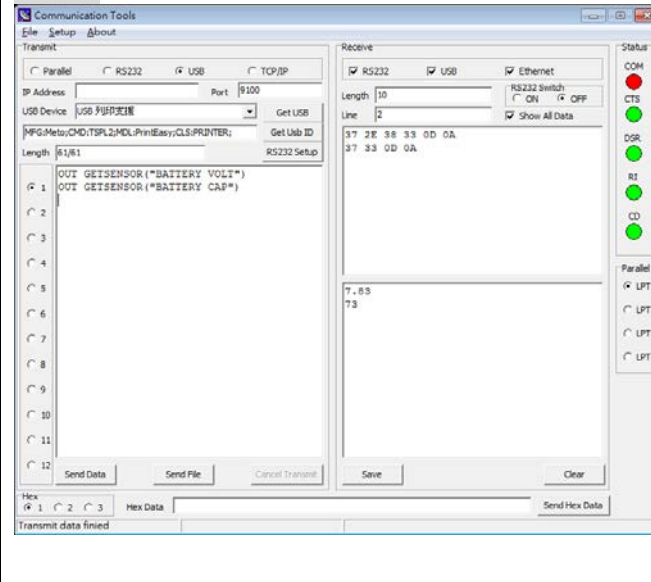 Communication Tools
File Setup About
Transmit
Parallel RS232 USB TCP/IP
IP Address Port 9100
USB Device USB 列印支援 Get USB
MFG:Meto;CMD:TSPL2;MDL:PrintEasy;CLS:PRINTER; Get Usb ID
Length 61/61 RS232 Setup
1
2
3
4
5
6
7
8
9
10
11
12
OUT GETSENSOR("BATTERY VOLT")
OUT GETSENSOR("BATTERY CAP")
Send Data Send File Cancel Transmit
Receive
RS232 USB Ethernet
Length 10 RS232 Switch
ON OFF
Line 2 Show All Data
37 2E 38 33 0D 0A
37 33 0D 0A
7.83
73
Save Clear
Status
COM
CTS
DSR
RI
CD
Parallel
LPT
LPT
LPT
LPT
Hex
1 2 3 Hex Data Send Hex Data
Transmit data finied